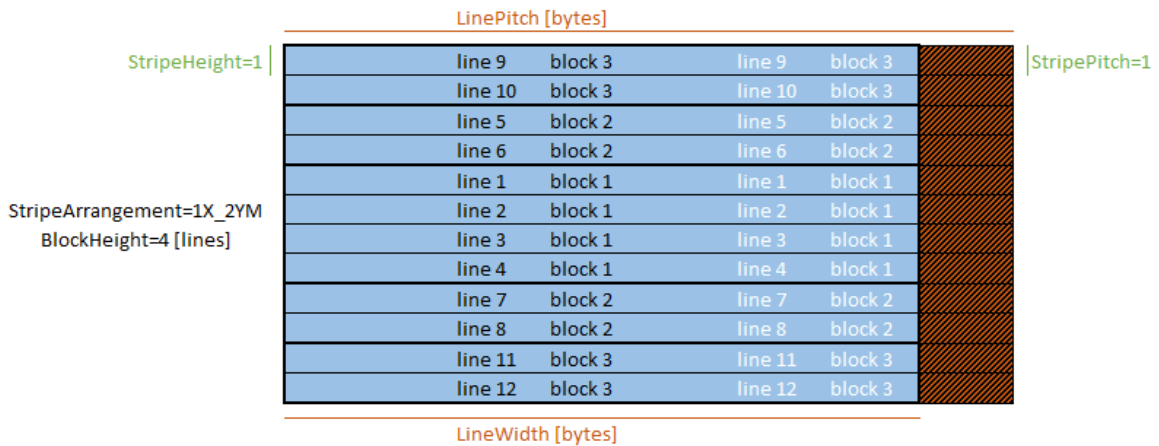 LinePitch [bytes]
StripeHeight=1 line 9 block 3 line 9 block 3 StripePitch=1
line 10 block 3 line 10 block 3
line 5 block 2 line 5 block 2
line 6 block 2 line 6 block 2
line 1 block 1 line 1 block 1
StripeArrangement=1X_2YM line 2 block 1 line 2 block 1
BlockHeight=4 [lines] line 3 block 1 line 3 block 1
line 4 block 1 line 4 block 1
line 7 block 2 line 7 block 2
line 8 block 2 line 8 block 2
line 11 block 3 line 11 block 3
line 12 block 3 line 12 block 3
LineWidth [bytes]